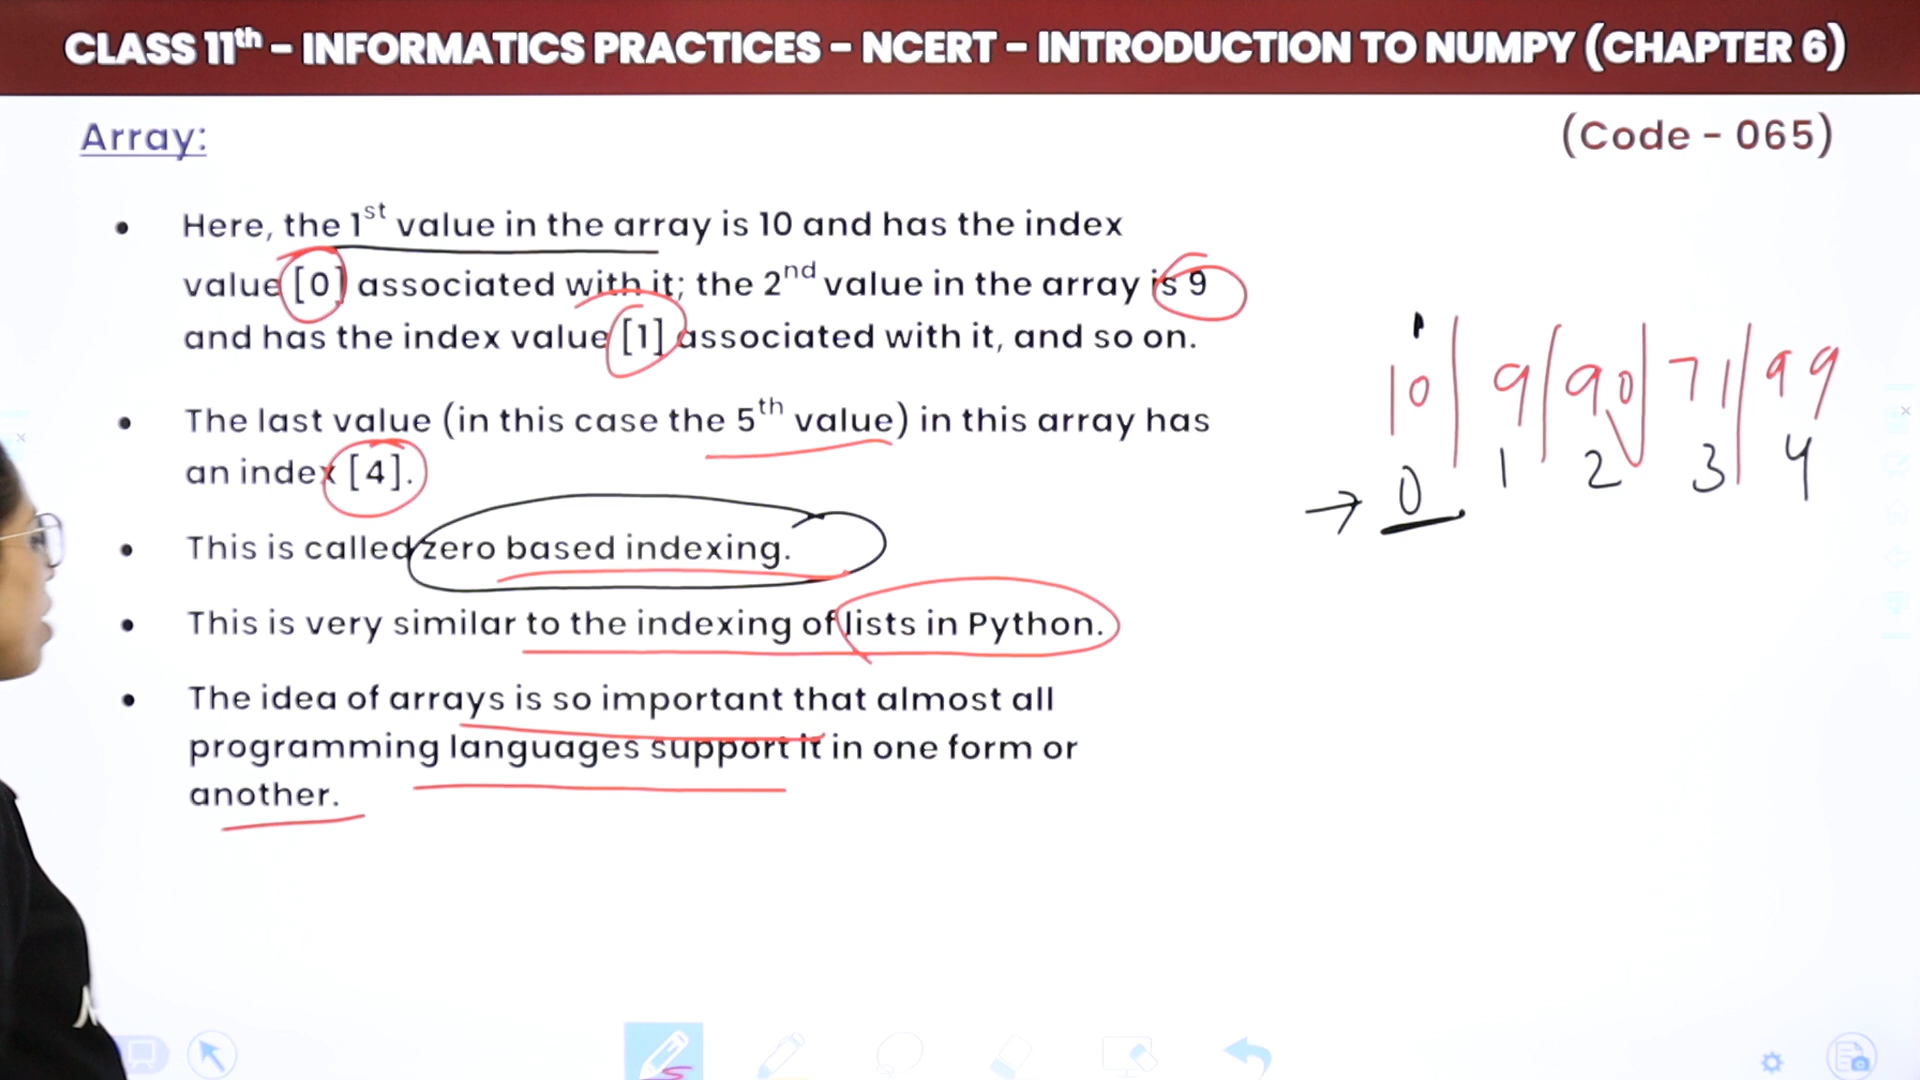 CLASS 11th - INFORMATICS PRACTICES - NCERT - INTRODUCTION TO NUMPY (CHAPTER 6)
Array:
(Code - 065)
• Here, the 1st value in the array is 10 and has the index
value [0] associated with it; the 2nd value in the array is 9
and has the index value [1] associated with it, and so on.
• The last value (in this case the 5th value) in this array has
an index [4].
• This is called zero based indexing.
• This is very similar to the indexing of lists in Python.
• The idea of arrays is so important that almost all
programming languages support it in one form or
another.
10 | 9 | 90 | 71 | 99
→ 0 1 2 3 4